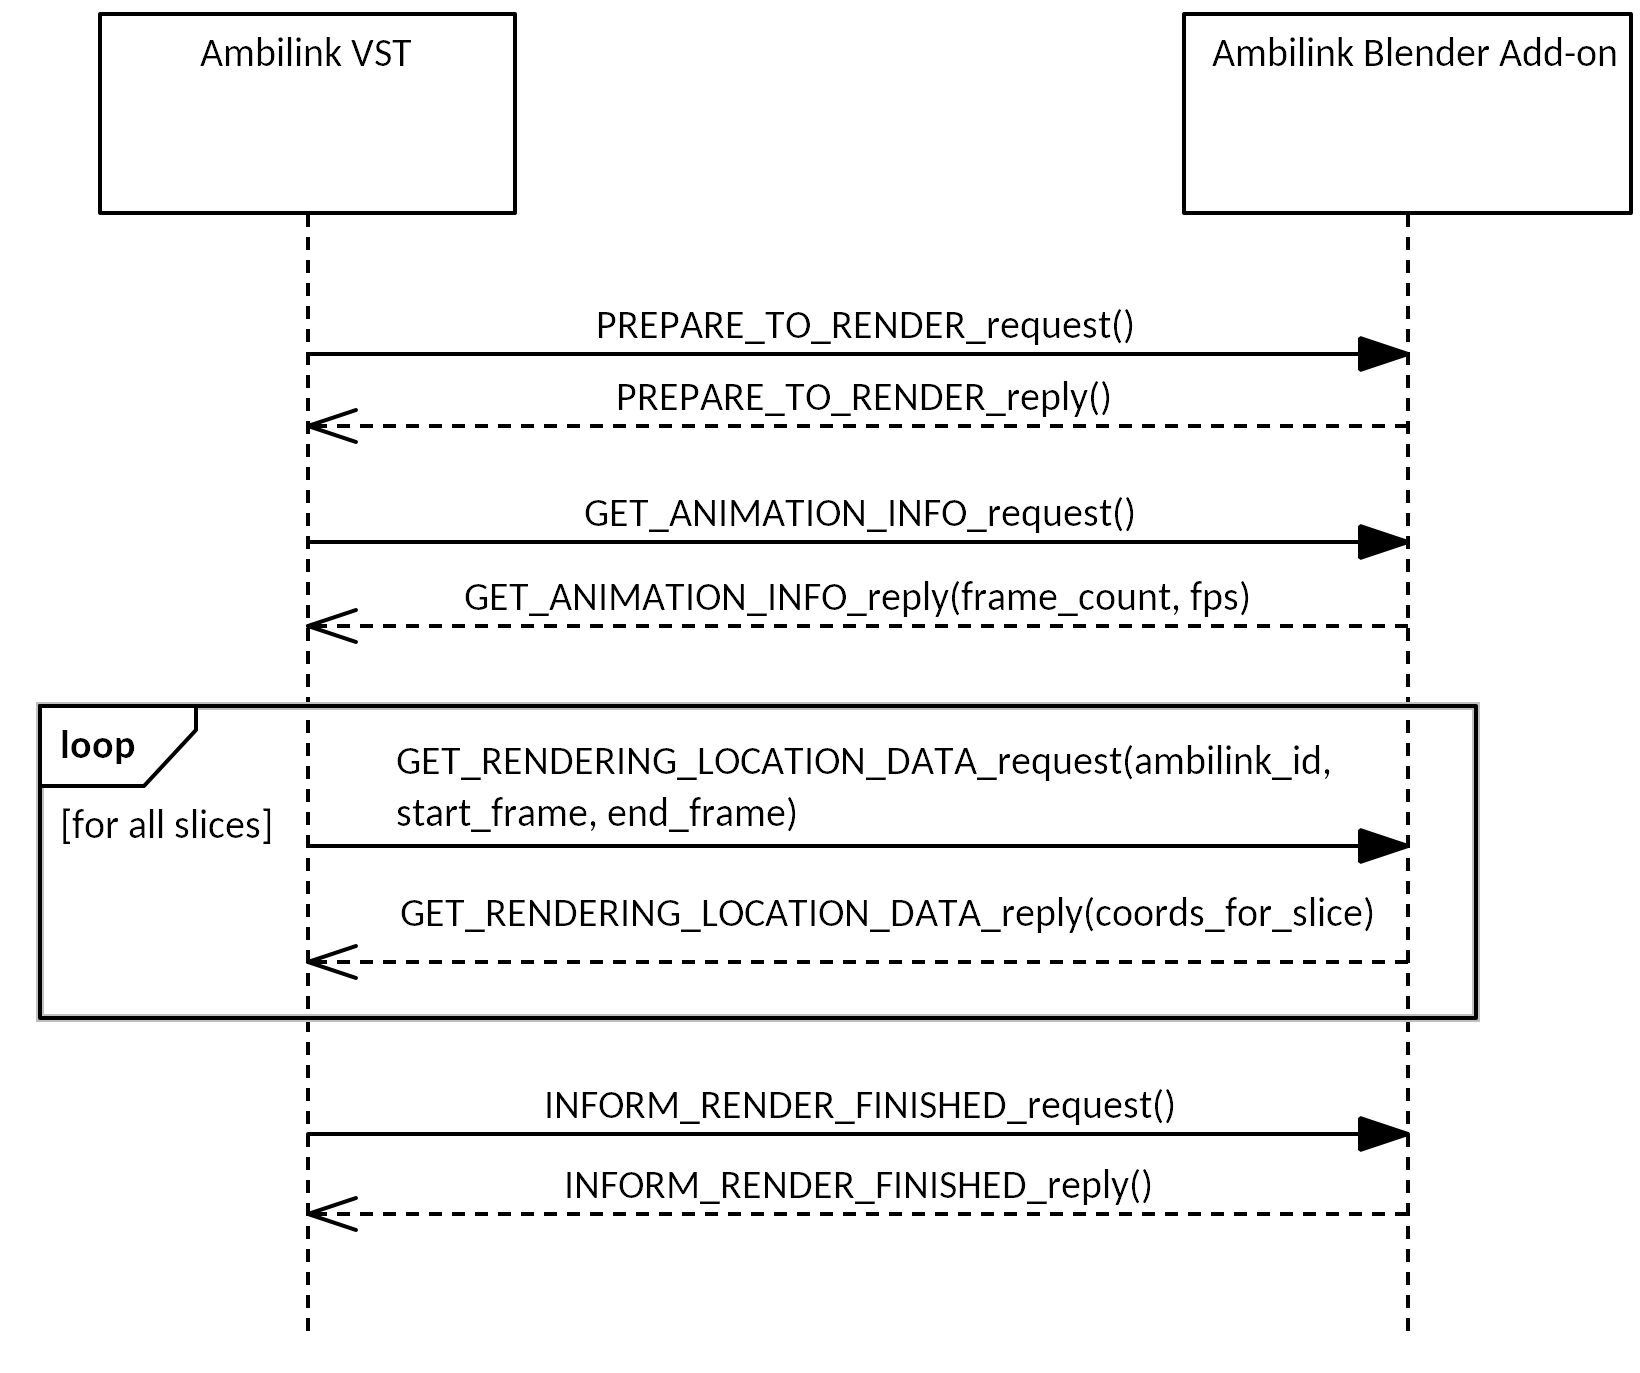 Ambilink VST
Ambilink Blender Add-on
PREPARE_TO_RENDER_request()
PREPARE_TO_RENDER_reply()
GET_ANIMATION_INFO_request()
GET_ANIMATION_INFO_reply(frame_count, fps)
loop
[for all slices]
GET_RENDERING_LOCATION_DATA_request(ambilink_id,
start_frame, end_frame)
GET_RENDERING_LOCATION_DATA_reply(coords_for_slice)
INFORM_RENDER_FINISHED_request()
INFORM_RENDER_FINISHED_reply()